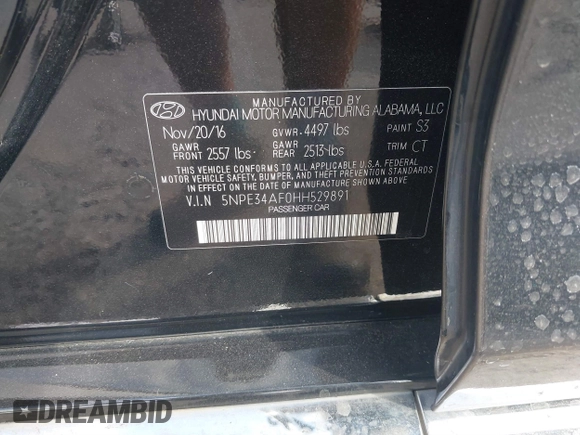 MANUFACTURED BY
HYUNDAI MOTOR MANUFACTURING ALABAMA, LLC
Nov/20/16 GVWR 4497 lbs PAINT S3
GAWR FRONT 2557 lbs GAWR REAR 2513 lbs TRIM CT
THIS VEHICLE CONFORMS TO ALL APPLICABLE U.S.A. FEDERAL
MOTOR VEHICLE SAFETY, BUMPER, AND THEFT PREVENTION STANDARDS
IN EFFECT ON THE DATE OF MANUFACTURE SHOWN ABOVE.
V.I.N 5NPE34AF0HH529891
PASSENGER CAR
DREAMBID